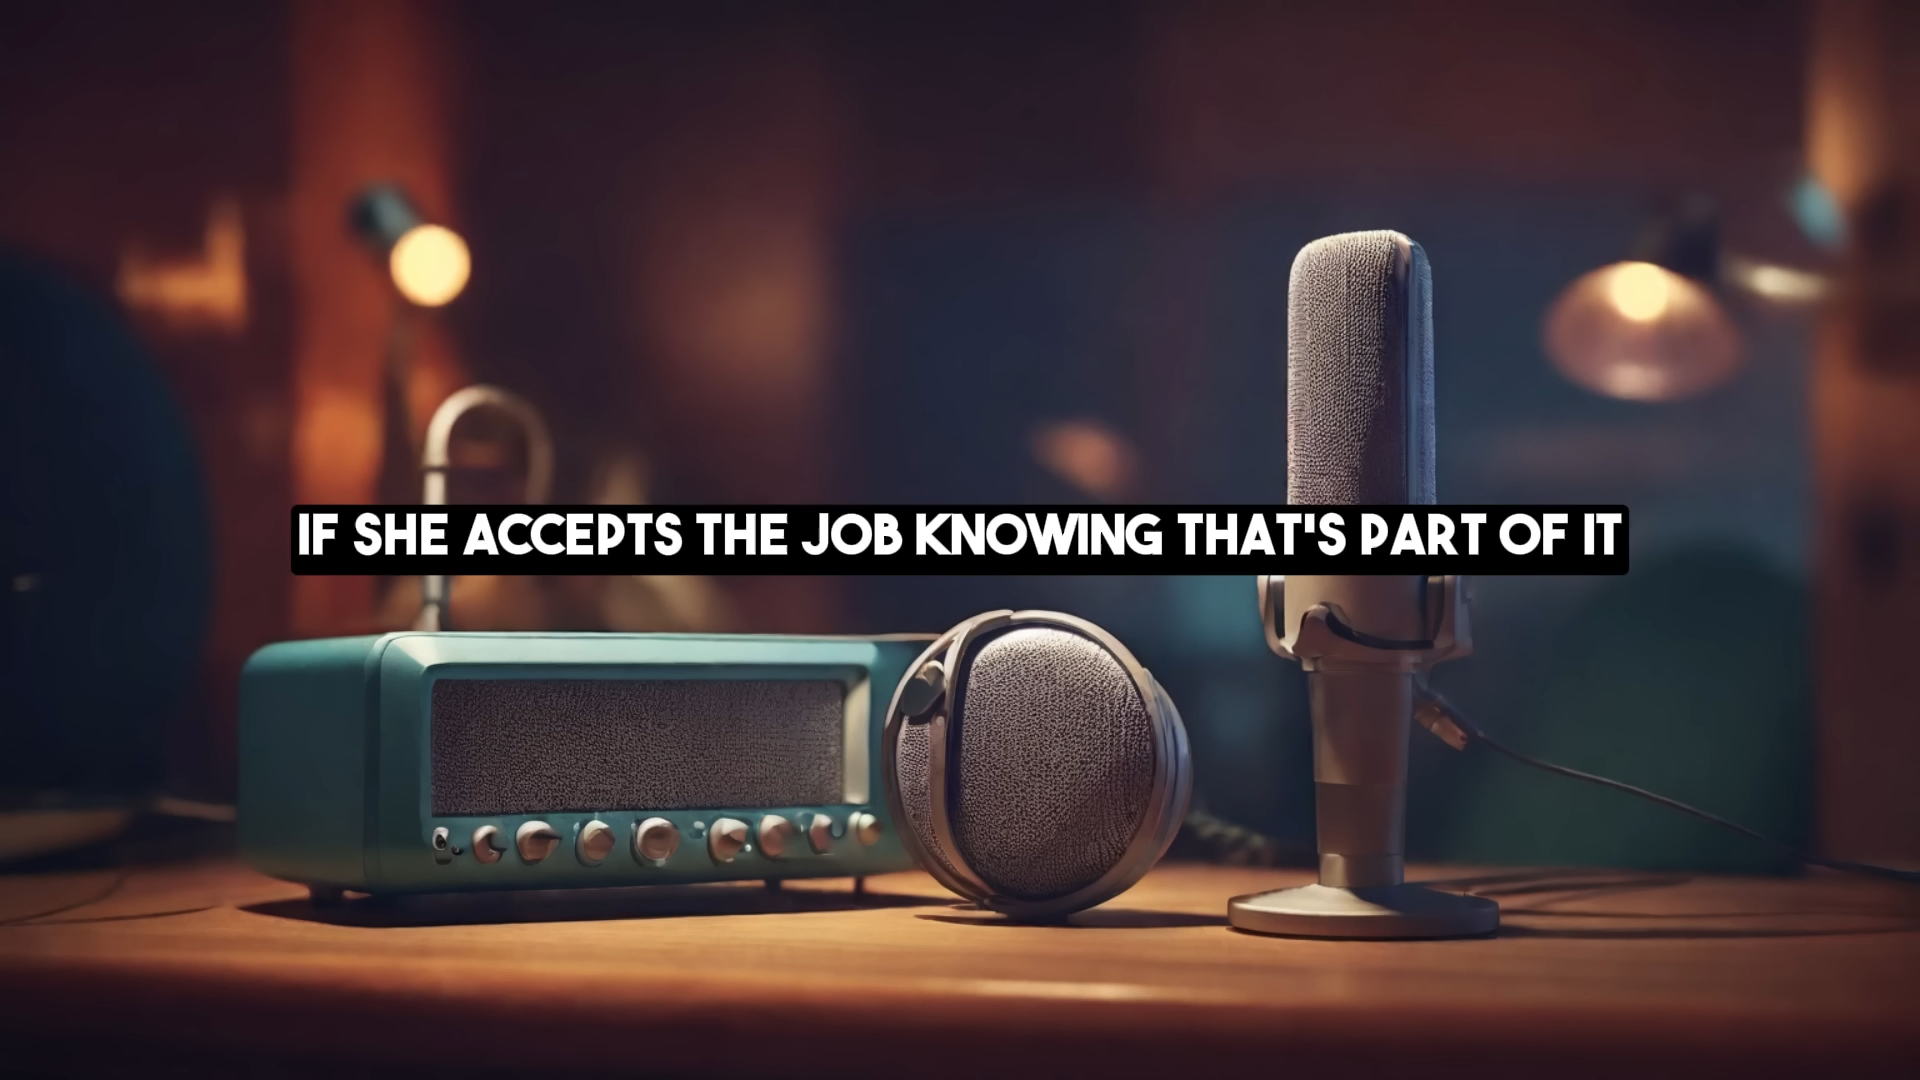 IF SHE ACCEPTS THE JOB KNOWING THAT'S PART OF IT